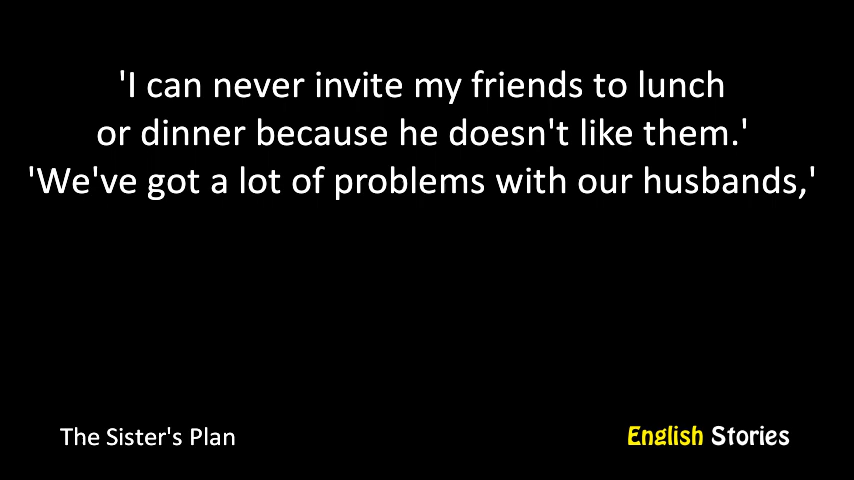 'I can never invite my friends to lunch
or dinner because he doesn't like them.'
'We've got a lot of problems with our husbands,'
The Sister's Plan
English Stories